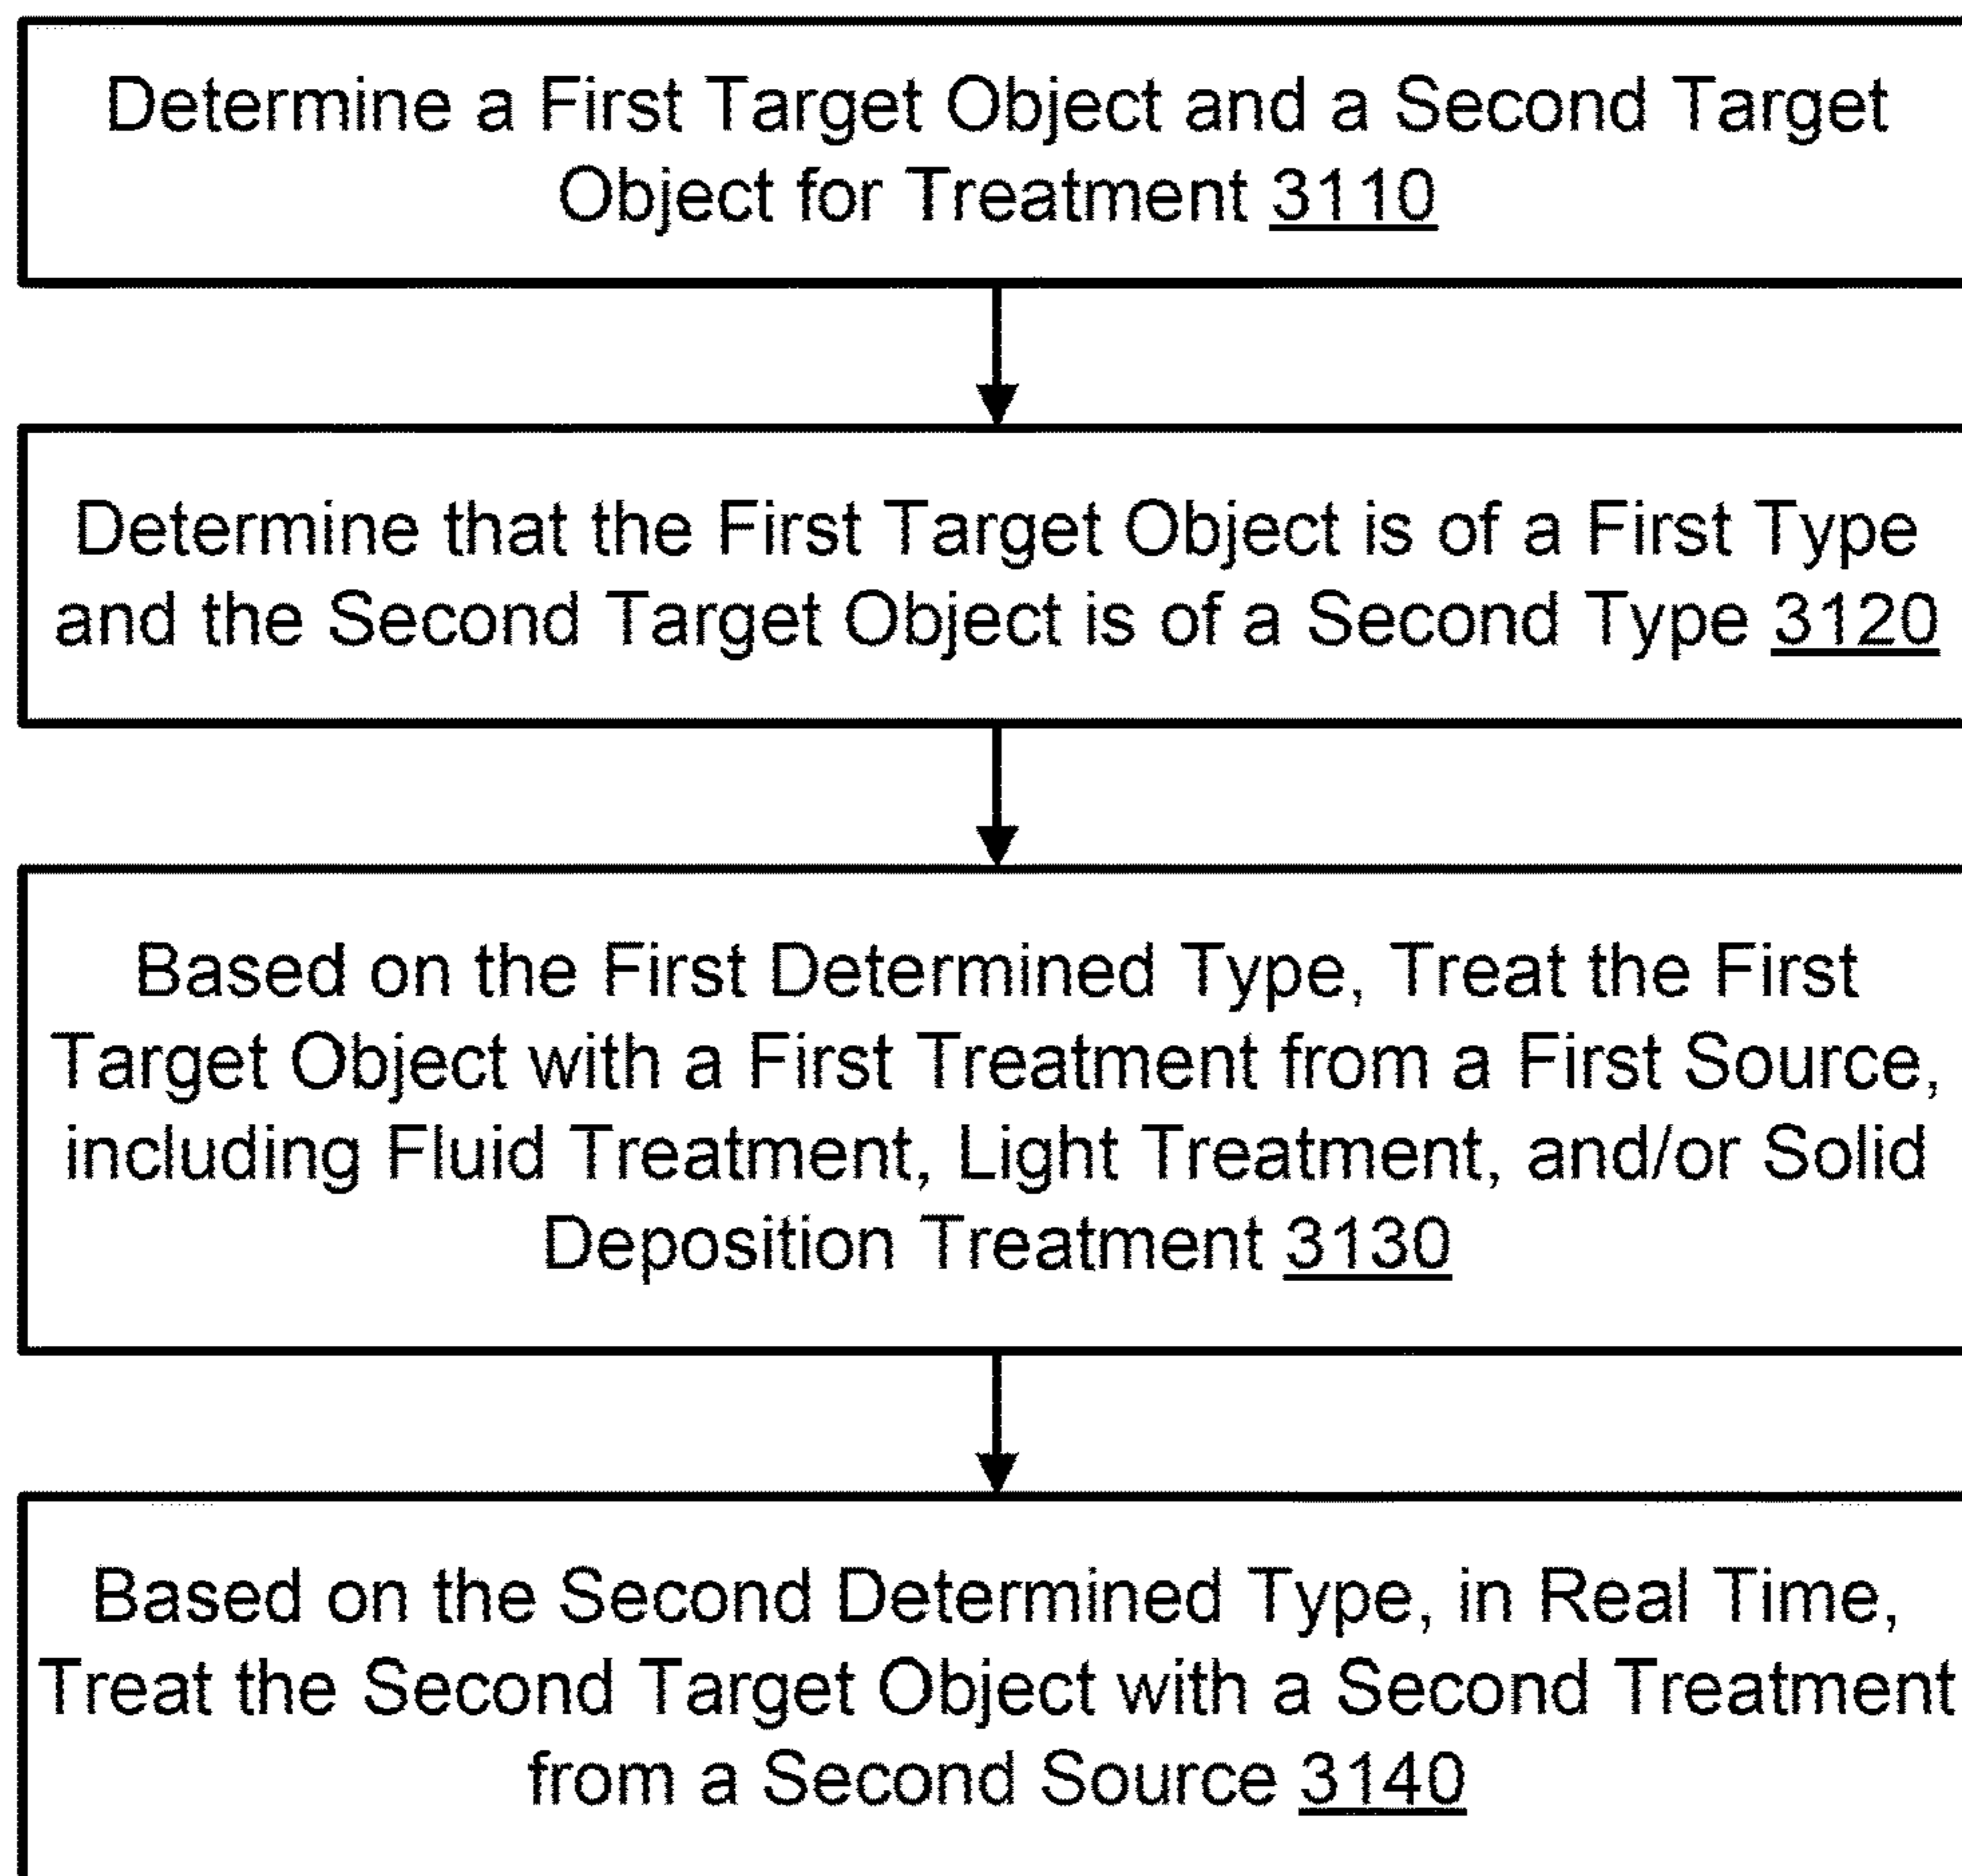 Determine a First Target Object and a Second Target
Object for Treatment 3110
Determine that the First Target Object is of a First Type
and the Second Target Object is of a Second Type 3120
Based on the First Determined Type, Treat the First
Target Object with a First Treatment from a First Source,
including Fluid Treatment, Light Treatment, and/or Solid
Deposition Treatment 3130
Based on the Second Determined Type, in Real Time,
Treat the Second Target Object with a Second Treatment
from a Second Source 3140